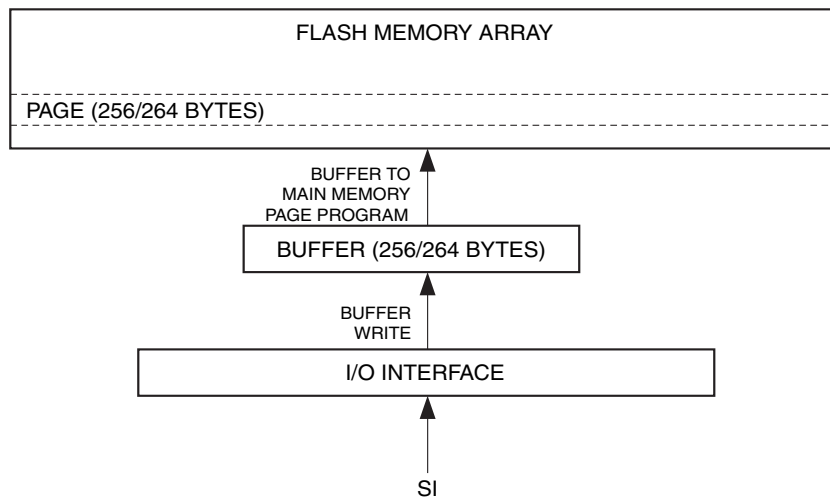 FLASH MEMORY ARRAY
PAGE (256/264 BYTES)
BUFFER TO
MAIN MEMORY
PAGE PROGRAM
BUFFER (256/264 BYTES)
BUFFER
WRITE
I/O INTERFACE
SI